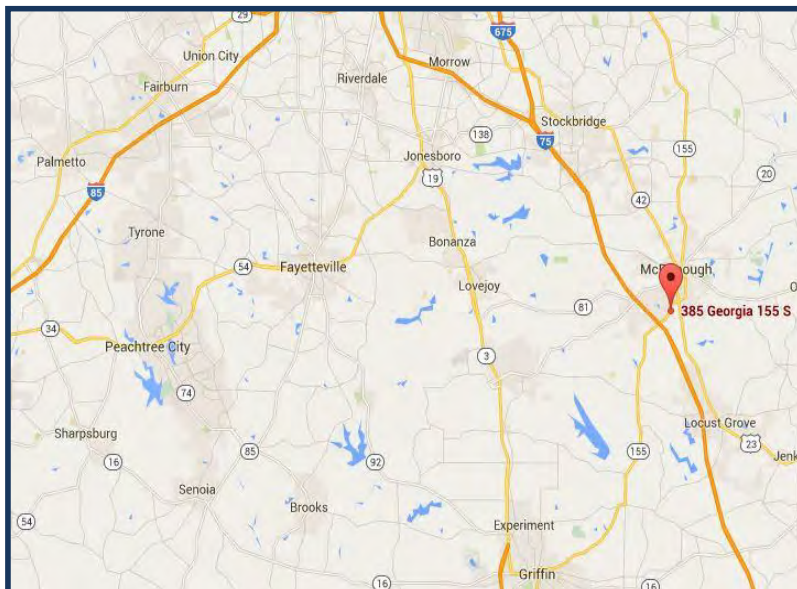 29
675
Union City
Morrow
Riverdale
Fairburn
Stockbridge
138
75
155
Jonesboro
Palmetto
19
20
85
42
Tyrone
Bonanza
54
Fayetteville
Lovejoy
81
385 Georgia 155 S
34
Peachtree City
3
74
Locust Grove
Sharpsburg
23
85
155
16
92
Senoia
Brooks
54
Experiment
Griffin
16
16